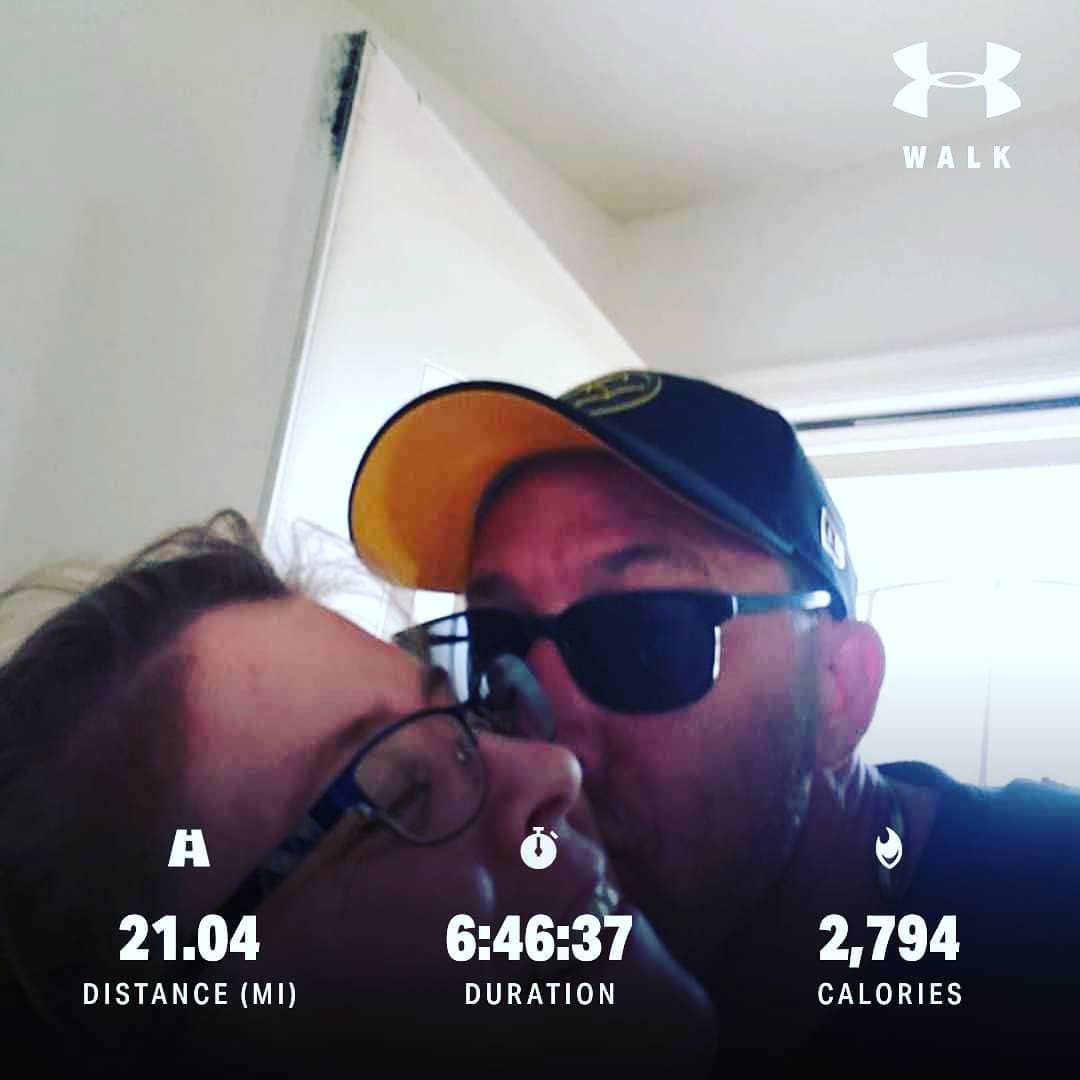 WALK
21.04
6:46:37
2,794
DISTANCE (MI)
DURATION
CALORIES